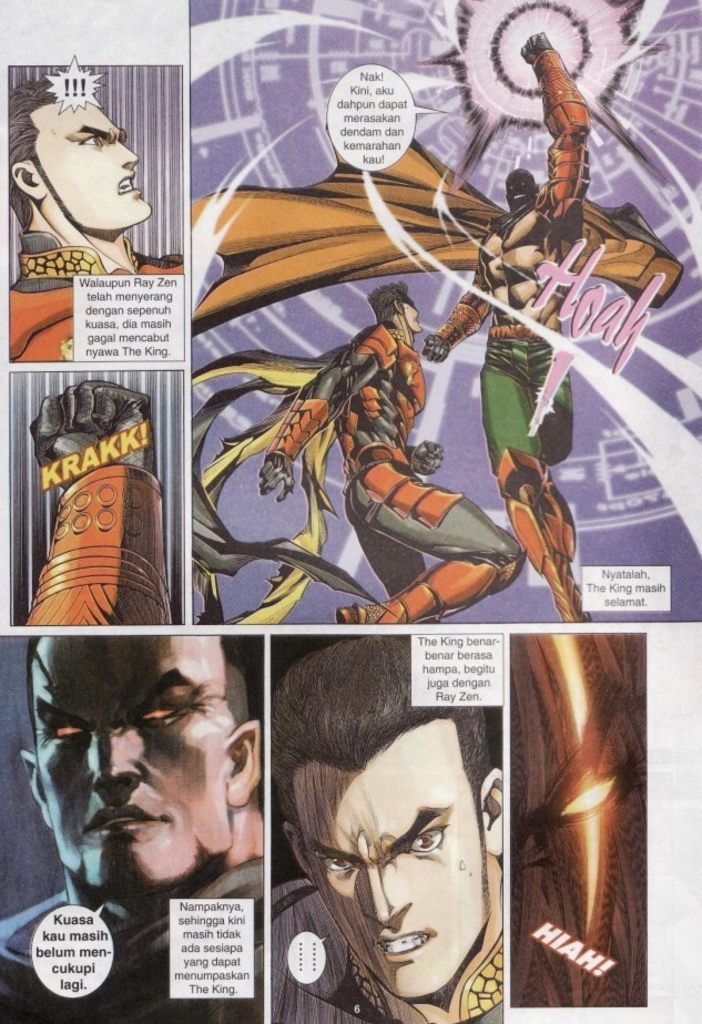 !!!
Walaupun Ray Zen
telah menyerang
dengan sepenuh
kuasa, dia masih
gagal mencabut
nyawa The King.
Nak!
Kini, aku
dahpun dapat
merasakan
dendam dan
kemarahan
kau!
Hoah!
KRAKK!
Nyatalah,
The King masih
selamat.
Kuasa
kau masih
belum men-
cukupi
lagi.
Nampaknya,
sehingga kini
masih tidak
ada sesiapa
yang dapat
menumpaskan
The King.
The King benar-
benar berasa
hampa, begitu
juga dengan
Ray Zen.
HIAH!
6